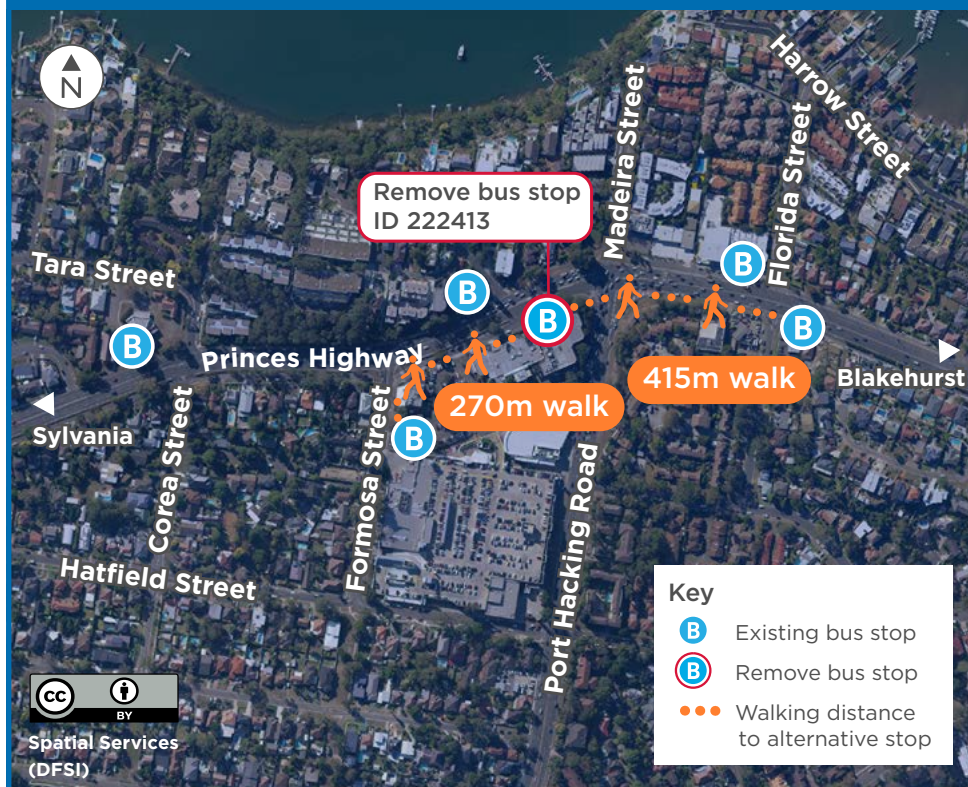 N
Harrow Street
Madeira Street
Florida Street
Remove bus stop
ID 222413
Tara Street
B
B
B
B
B
Princes Highway
270m walk
415m walk
Blakehurst
Sylvania
B
Corea Street
Formosa Street
Port Hacking Road
Hatfield Street
Key
B Existing bus stop
B Remove bus stop
Walking distance
to alternative stop
cc
BY
Spatial Services
(DFSI)